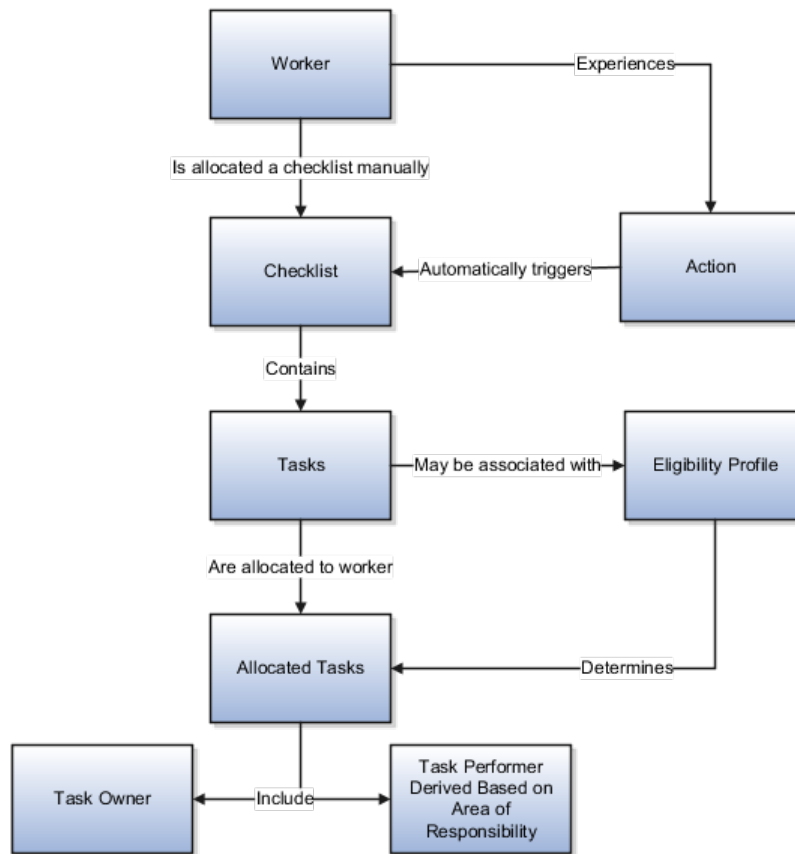 Worker
Experiences
Is allocated a checklist manually
Checklist
Automatically triggers
Action
Contains
Tasks
May be associated with
Eligibility Profile
Are allocated to worker
Allocated Tasks
Determines
Task Owner
Include
Task Performer
Derived Based on
Area of
Responsibility